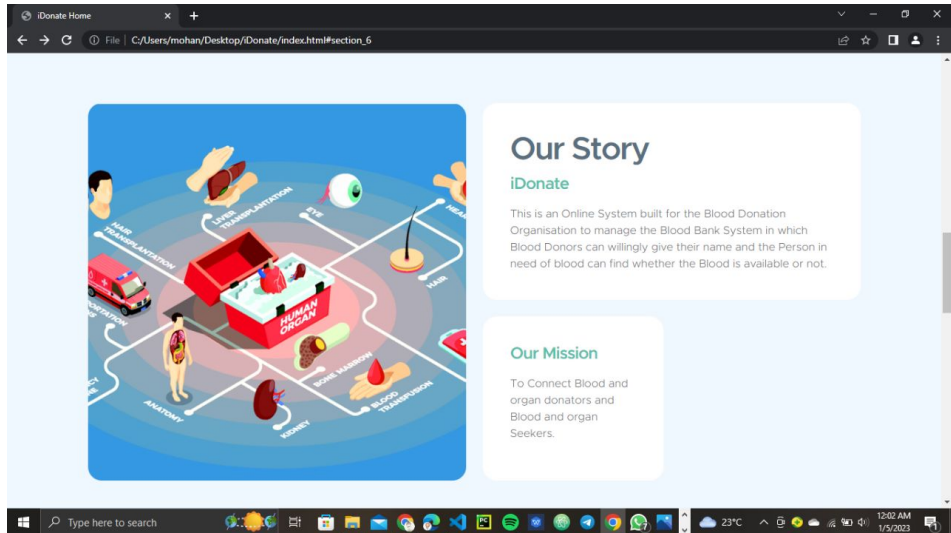 iDonate Home
File
C:/Users/mohan/Desktop/iDonate/index.html#section_6
HAIR
TRANSPLANTATION
LIVER
TRANSPLANTATION
EYE
HAIR
HUMAN
ORGAN
ANATOMY
KIDNEY
BONE MARROW
BLOOD
TRANSFUSION
Our Story
iDonate
This is an Online System built for the Blood Donation
Organisation to manage the Blood Bank System in which
Blood Donors can willingly give their name and the Person in
need of blood can find whether the Blood is available or not.
Our Mission
To Connect Blood and
organ donators and
Blood and organ
Seekers.
Type here to search
23°C
12:02 AM
1/5/2023